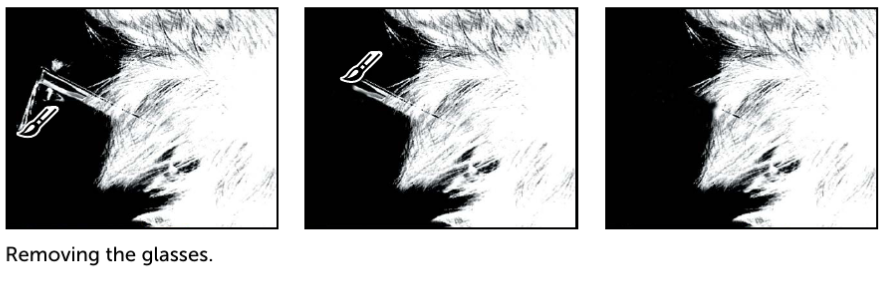 Removing the glasses.